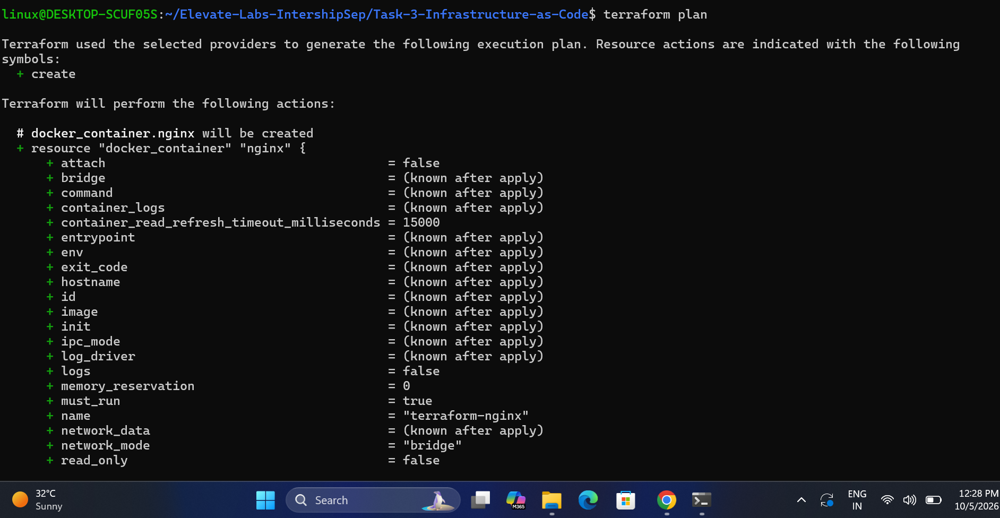 linux@DESKTOP-SCUF05S:~/Elevate-Labs-IntershipSep/Task-3-Infrastructure-as-Code$ terraform plan
Terraform used the selected providers to generate the following execution plan. Resource actions are indicated with the following
symbols:
  + create
Terraform will perform the following actions:
  # docker_container.nginx will be created
  + resource "docker_container" "nginx" {
      + attach                                      = false
      + bridge                                      = (known after apply)
      + command                                     = (known after apply)
      + container_logs                              = (known after apply)
      + container_read_refresh_timeout_milliseconds = 15000
      + entrypoint                                  = (known after apply)
      + env                                         = (known after apply)
      + exit_code                                   = (known after apply)
      + hostname                                    = (known after apply)
      + id                                          = (known after apply)
      + image                                       = (known after apply)
      + init                                        = (known after apply)
      + ipc_mode                                    = (known after apply)
      + log_driver                                  = (known after apply)
      + logs                                        = false
      + memory_reservation                          = 0
      + must_run                                    = true
      + name                                        = "terraform-nginx"
      + network_data                                = (known after apply)
      + network_mode                                = "bridge"
      + read_only                                   = false
32°C
Sunny
Search
M365
ENG
IN
12:28 PM
10/5/2026